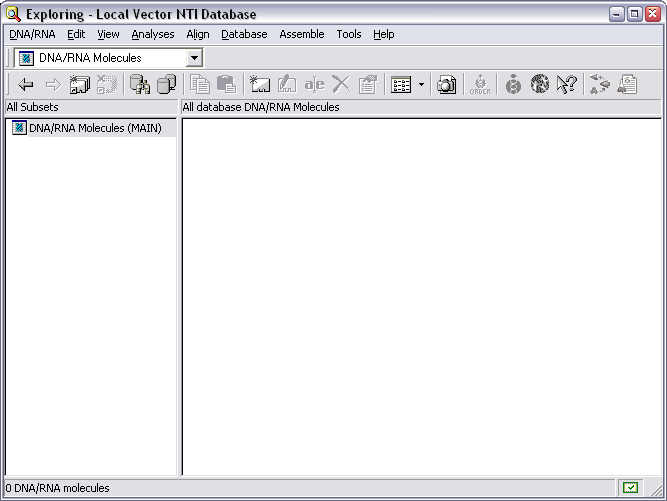 Exploring - Local Vector NTI Database
DNA/RNA Edit View Analyses Align Database Assemble Tools Help
DNA/RNA Molecules
a|e ORDER
All Subsets All database DNA/RNA Molecules
DNA/RNA Molecules (MAIN)
0 DNA/RNA molecules